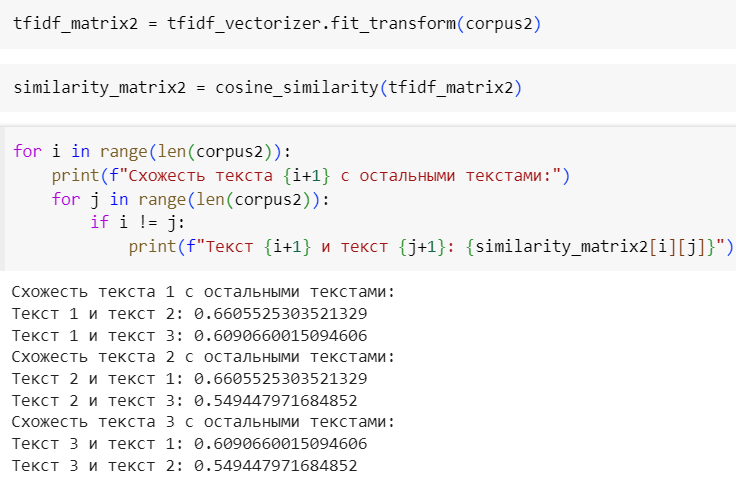 tfidf_matrix2 = tfidf_vectorizer.fit_transform(corpus2)
similarity_matrix2 = cosine_similarity(tfidf_matrix2)
for i in range(len(corpus2)):
    print(f"Схожесть текста {i+1} с остальными текстами:")
    for j in range(len(corpus2)):
        if i != j:
            print(f"Текст {i+1} и текст {j+1}: {similarity_matrix2[i][j]}")
Схожесть текста 1 с остальными текстами:
Текст 1 и текст 2: 0.6605525303521329
Текст 1 и текст 3: 0.6090660015094606
Схожесть текста 2 с остальными текстами:
Текст 2 и текст 1: 0.6605525303521329
Текст 2 и текст 3: 0.549447971684852
Схожесть текста 3 с остальными текстами:
Текст 3 и текст 1: 0.6090660015094606
Текст 3 и текст 2: 0.549447971684852